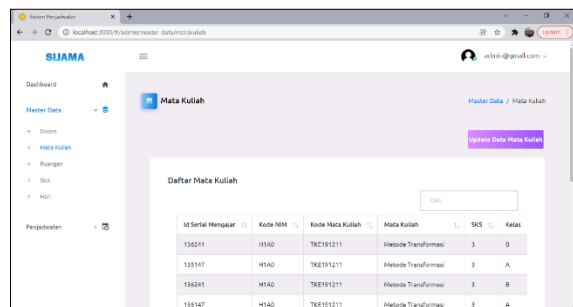 Sistem Penjadwalan
localhost:3000/#/admin/master-data/matakuliah
Update
SIJAMA
admin@gmail.com
Dashboard
Master Data
Dosen
Mata Kuliah
Ruangan
Slot
Hari
Penjadwalan
Mata Kuliah
Master Data / Mata Kuliah
Update Data Mata Kuliah
Daftar Mata Kuliah
Cari
Id Serial Mengajar Kode NIM Kode Mata Kuliah Mata Kuliah SKS Kelas
136241 H1A0 TKE191211 Metode Transformasi 3 B
135147 H1A0 TKE191211 Metode Transformasi 3 A
136241 H1A0 TKE191211 Metode Transformasi 3 B
135147 H1A0 TKE191211 Metode Transformasi 3 A